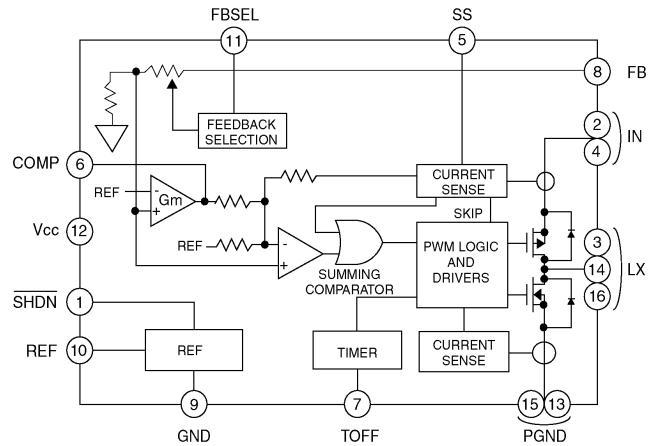 FBSEL
SS
11
5
8
FB
2
IN
4
FEEDBACK
SELECTION
COMP
6
REF
-
Gm
+
CURRENT
SENSE
SKIP
Vcc
12
REF
-
+
SUMMING
COMPARATOR
PWM LOGIC
AND
DRIVERS
3
14
LX
16
SHDN
1
REF
10
REF
TIMER
CURRENT
SENSE
9
7
15
13
GND
TOFF
PGND